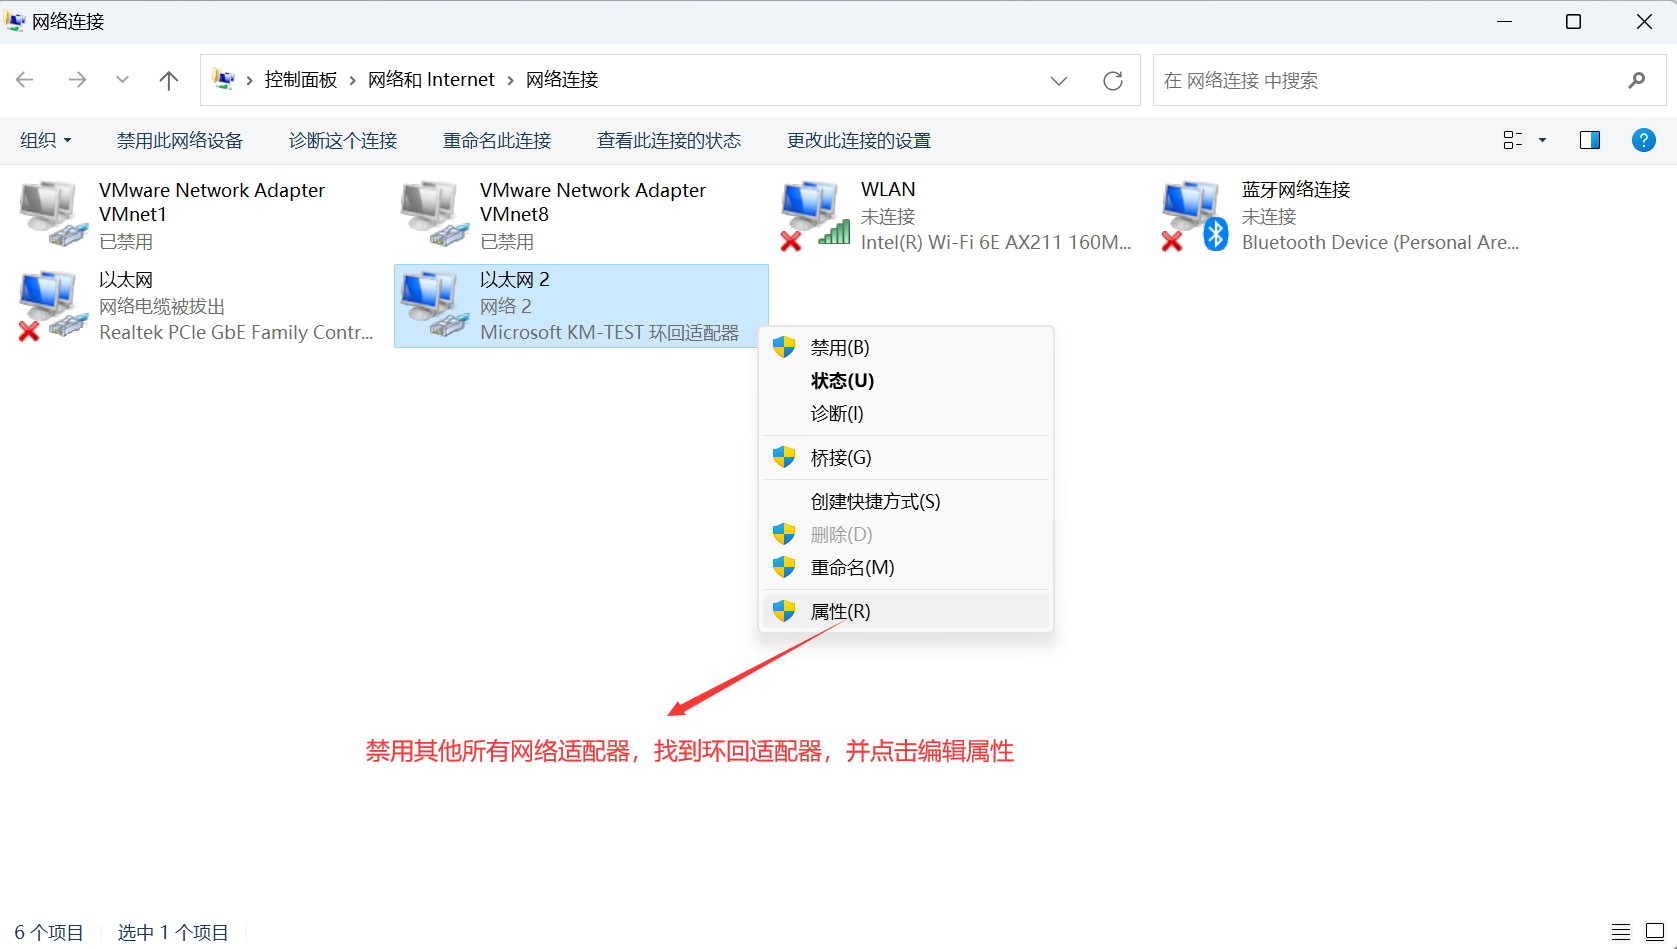 网络连接
控制面板 › 网络和 Internet › 网络连接
在 网络连接 中搜索
组织 禁用此网络设备 诊断这个连接 重命名此连接 查看此连接的状态 更改此连接的设置
VMware Network Adapter
VMnet1
已禁用
VMware Network Adapter
VMnet8
已禁用
WLAN
未连接
Intel(R) Wi-Fi 6E AX211 160M...
蓝牙网络连接
未连接
Bluetooth Device (Personal Are...
以太网
网络电缆被拔出
Realtek PCIe GbE Family Contr...
以太网 2
网络 2
Microsoft KM-TEST 环回适配器
禁用(B)
状态(U)
诊断(I)
桥接(G)
创建快捷方式(S)
删除(D)
重命名(M)
属性(R)
禁用其他所有网络适配器，找到环回适配器，并点击编辑属性
6 个项目 选中 1 个项目